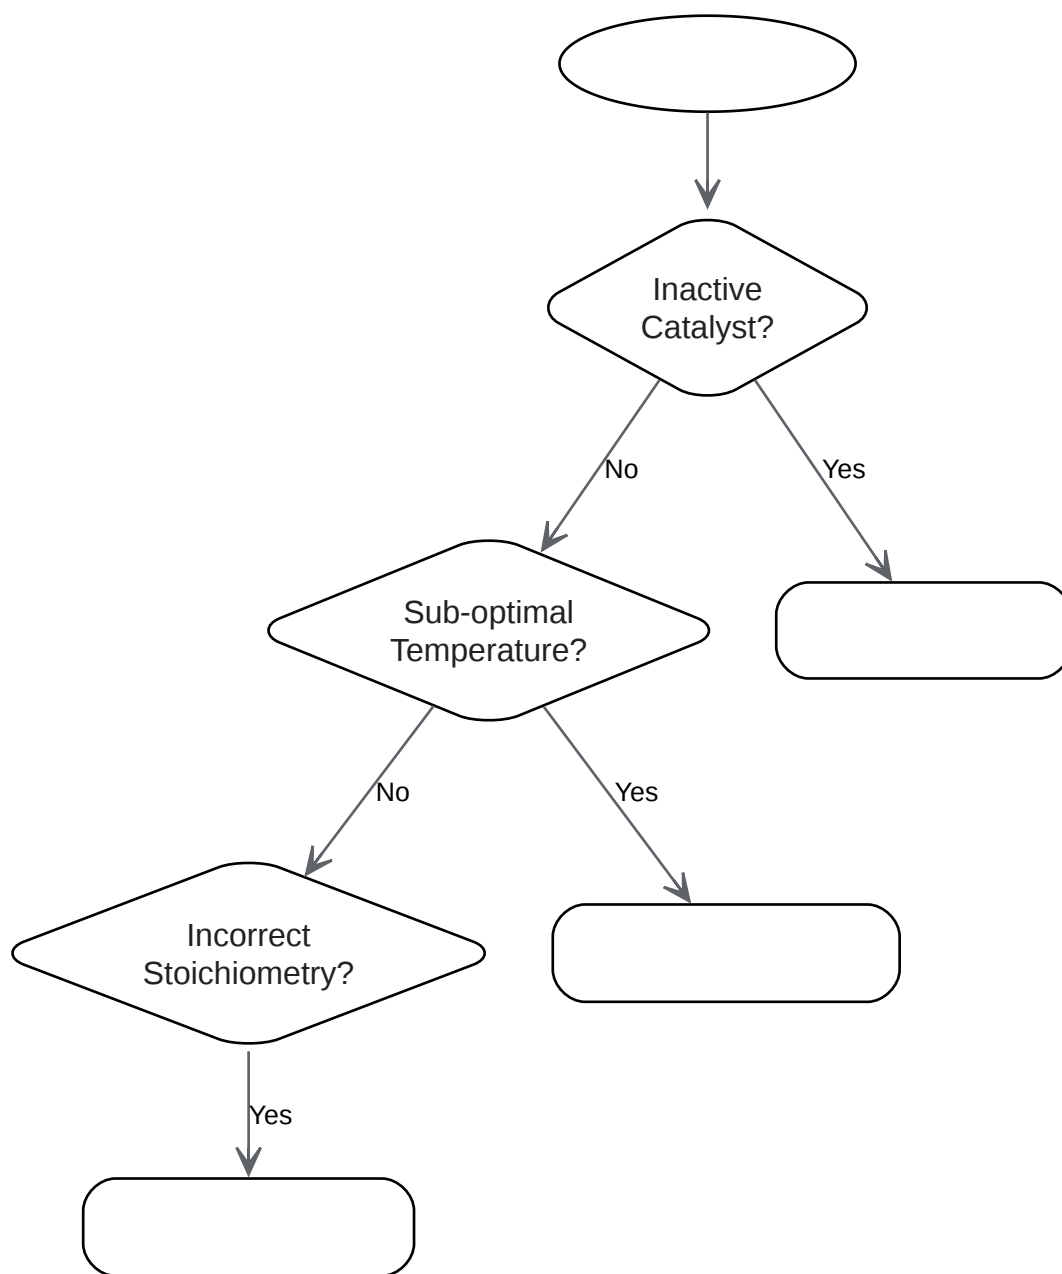 Inactive
Catalyst?
No
Yes
Sub-optimal
Temperature?
No
Yes
Incorrect
Stoichiometry?
Yes